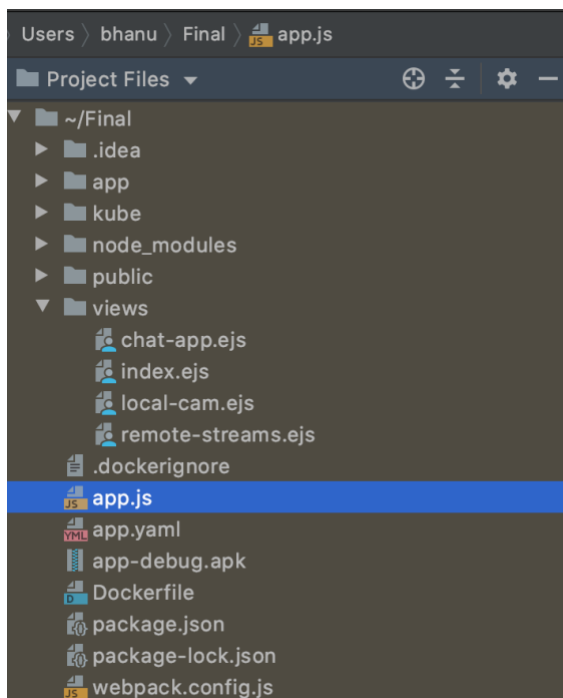 Users 〉 bhanu 〉 Final 〉 app.js
Project Files
~/Final
.idea
app
kube
node_modules
public
views
chat-app.ejs
index.ejs
local-cam.ejs
remote-streams.ejs
.dockerignore
JS app.js
YML app.yaml
app-debug.apk
D Dockerfile
package.json
package-lock.json
JS webpack.config.js